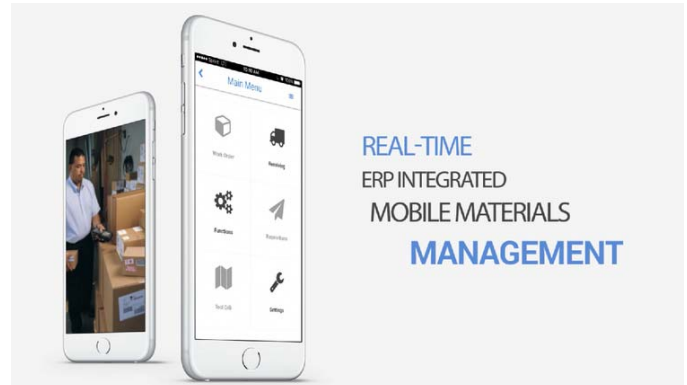 Main Menu
Receiving
Functions
Settings
REAL-TIME
ERP INTEGRATED
MOBILE MATERIALS
MANAGEMENT